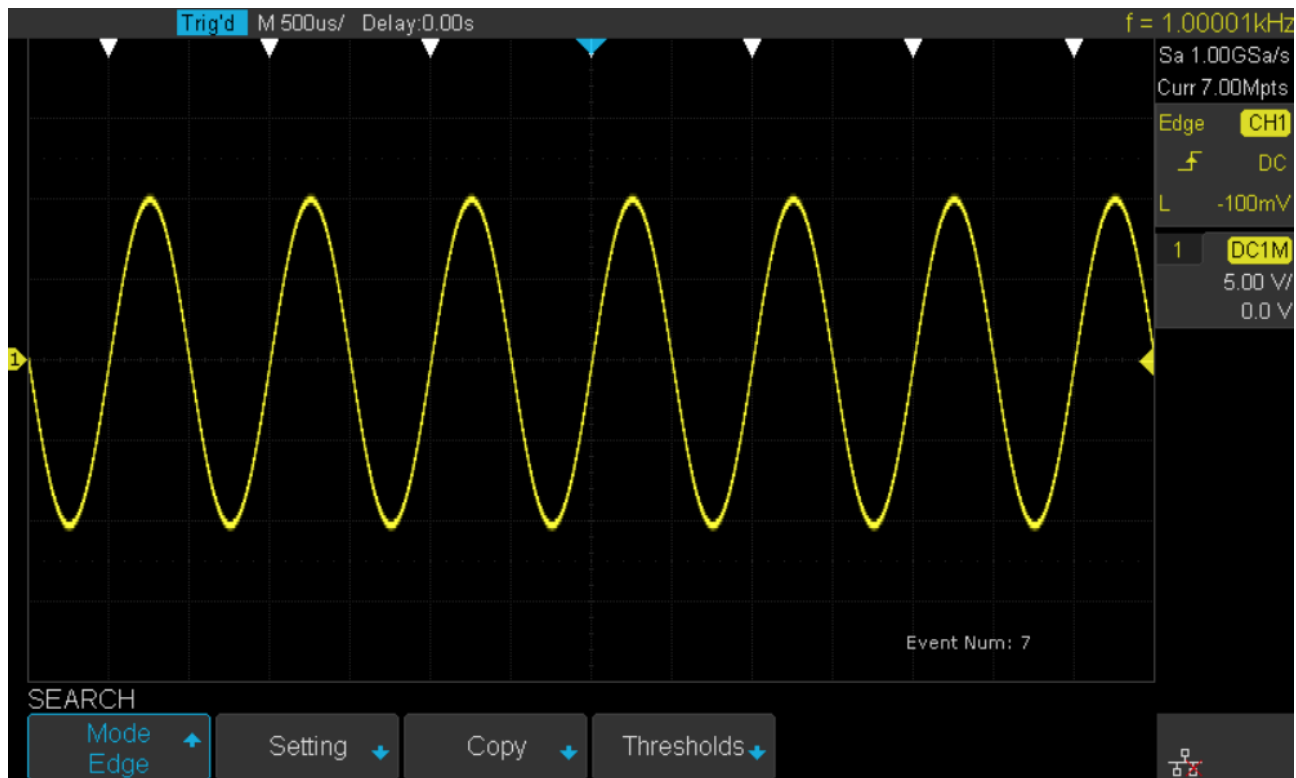 Trig'd M 500us/ Delay:0.00s f = 1.00001kHz
Sa 1.00GSa/s
Curr 7.00Mpts
Edge CH1
DC
L -100mV
1 DC1M
5.00 V/
0.0 V
1
Event Num: 7
SEARCH
Mode
Edge
Setting
Copy
Thresholds